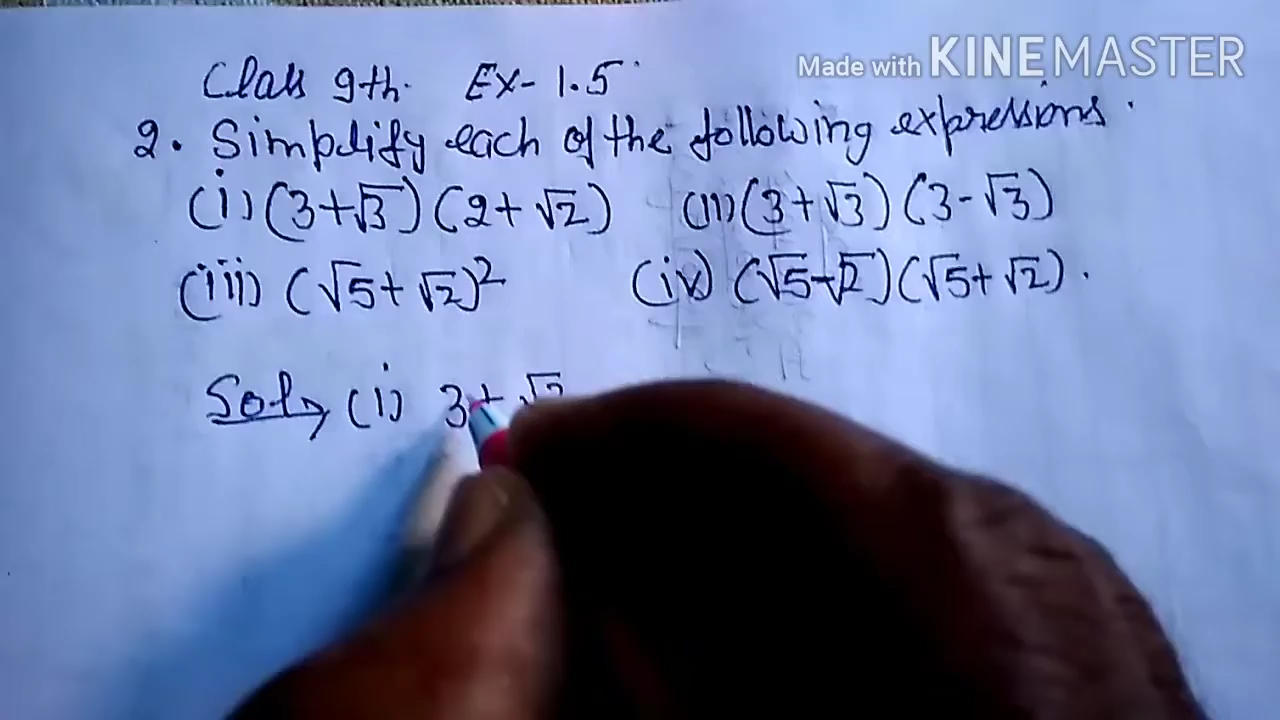 Made with KINEMASTER
Class 9th. Ex-1.5
2. Simplify each of the following expressions.
(i) (3+√3) (2+√2) (ii) (3+√3) (3-√3)
(iii) (√5+√2)² (iv) (√5-√2) (√5+√2).
Sol (i) 3+